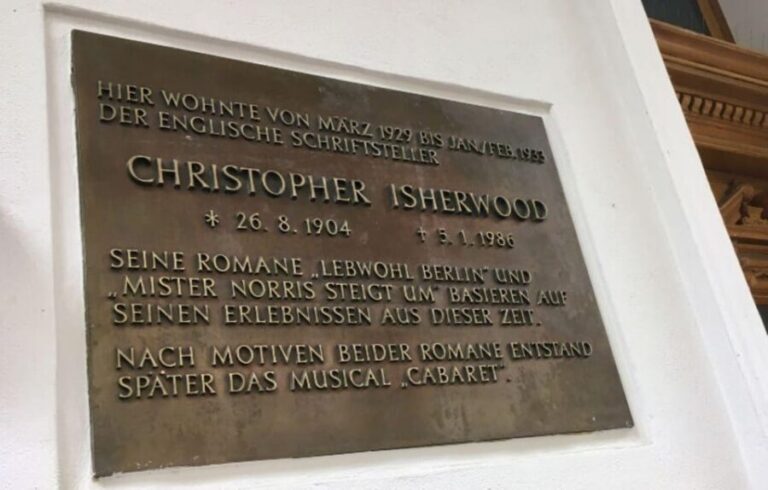 HIER WOHNTE VON MÄRZ 1929 BIS JAN./FEB. 1933
DER ENGLISCHE SCHRIFTSTELLER
CHRISTOPHER ISHERWOOD
* 26. 8. 1904 † 5. 1. 1986
SEINE ROMANE „LEBWOHL BERLIN" UND
„MISTER NORRIS STEIGT UM" BASIEREN AUF
SEINEN ERLEBNISSEN AUS DIESER ZEIT.
NACH MOTIVEN BEIDER ROMANE ENTSTAND
SPÄTER DAS MUSICAL „CABARET".